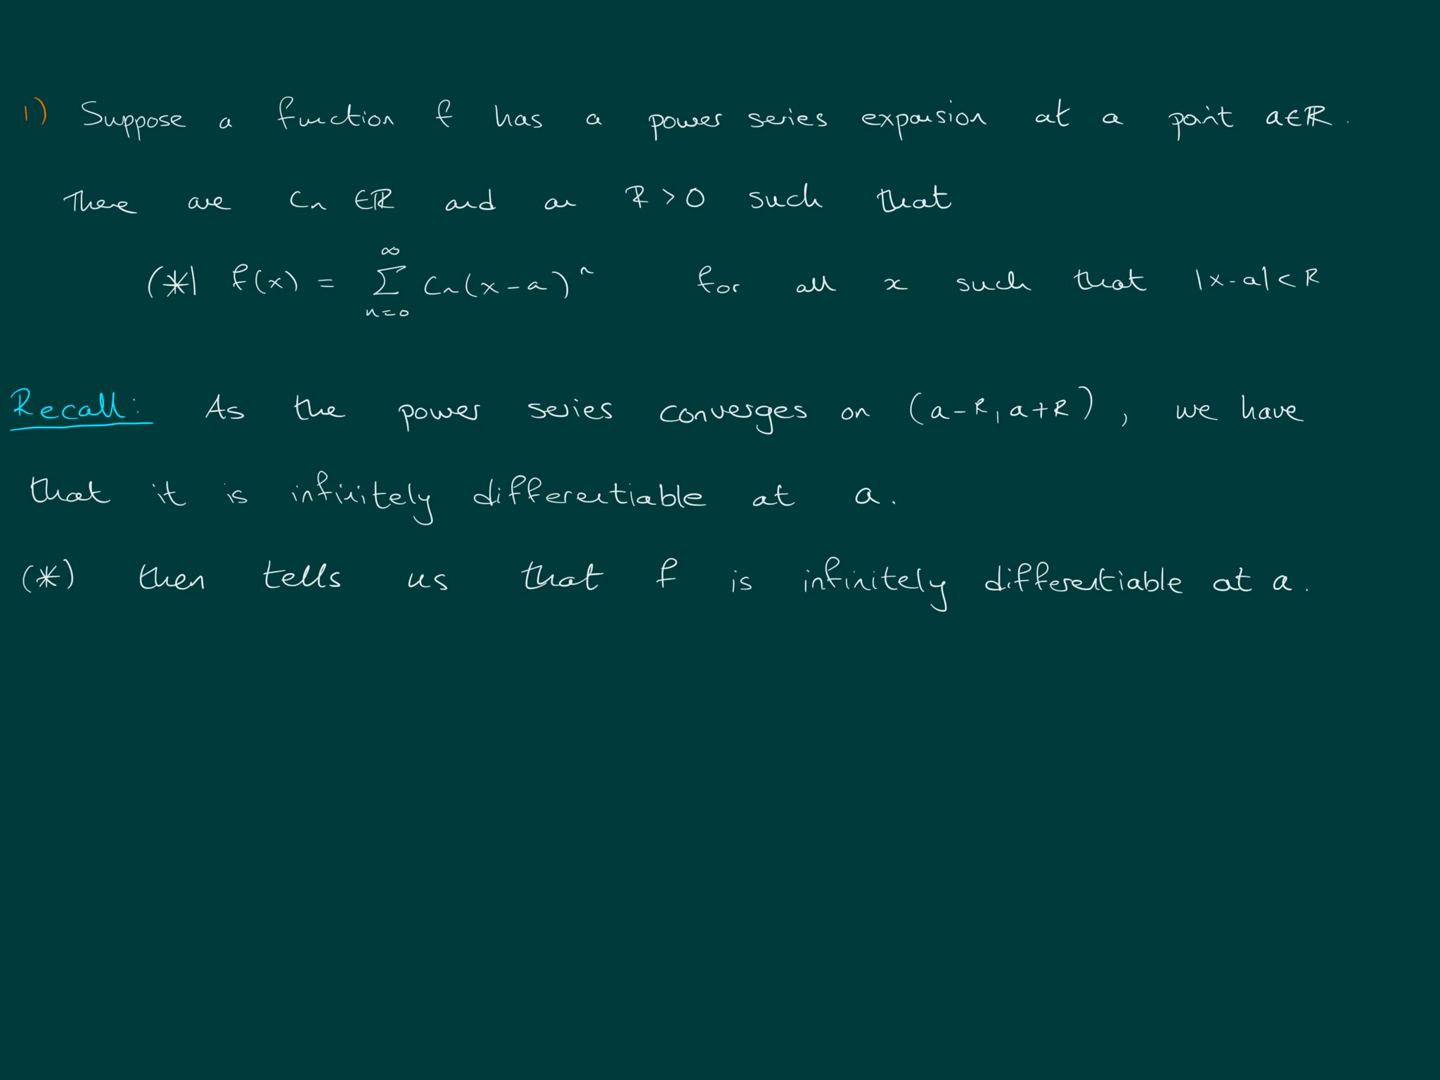 1) Suppose a function f has a power series expansion at a point a∈ℝ.
There are cₙ ∈ℝ and an R > 0 such that
(*) f(x) = ∑_{n=0}^{∞} cₙ(x-a)ⁿ for all x such that |x-a| < R
Recall: As the power series converges on (a-R, a+R), we have
that it is infinitely differentiable at a.
(*) then tells us that f is infinitely differentiable at a.